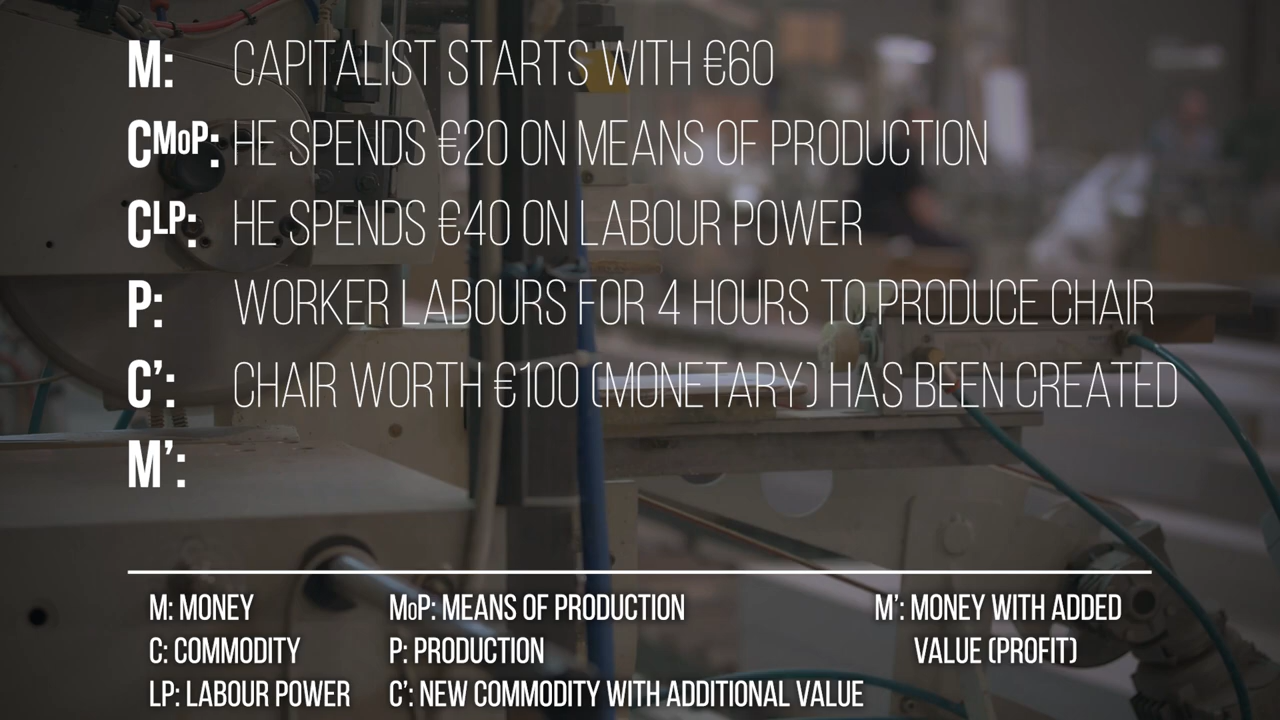 M: CAPITALIST STARTS WITH €60
CMoP: HE SPENDS €20 ON MEANS OF PRODUCTION
CLP: HE SPENDS €40 ON LABOUR POWER
P: WORKER LABOURS FOR 4 HOURS TO PRODUCE CHAIR
C’: CHAIR WORTH €100 (MONETARY) HAS BEEN CREATED
M’:
M: MONEY
C: COMMODITY
LP: LABOUR POWER
MoP: MEANS OF PRODUCTION
P: PRODUCTION
C’: NEW COMMODITY WITH ADDITIONAL VALUE
M’: MONEY WITH ADDED
VALUE (PROFIT)